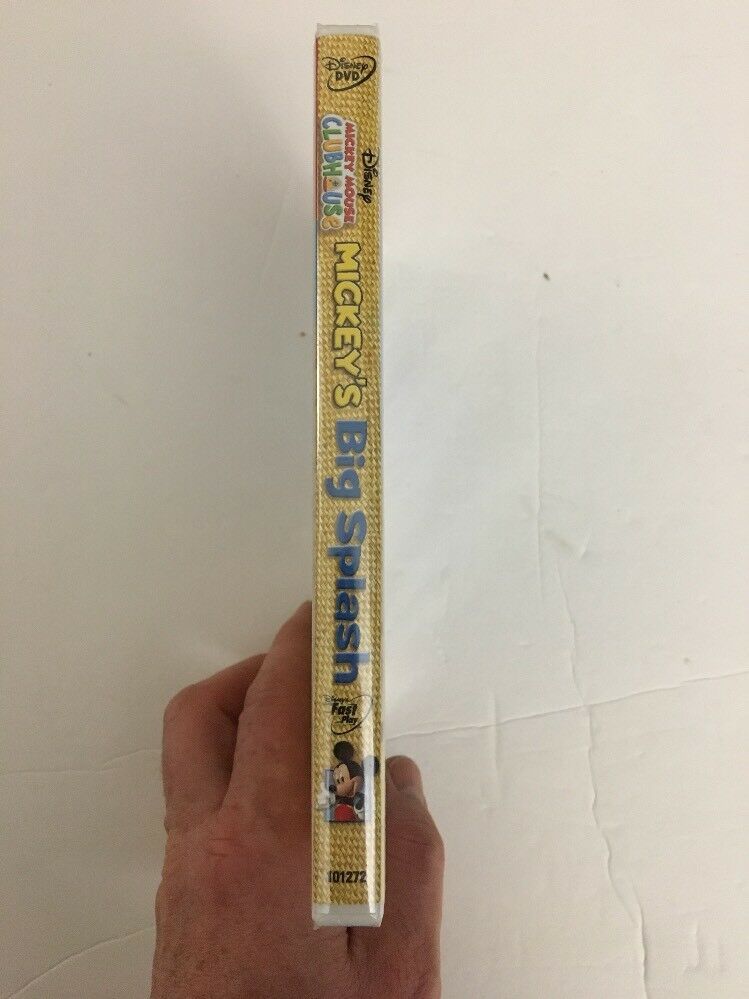 Disney
DVD
Disney
MICKEY MOUSE
CLUBHOUSE
MICKEY'S Big Splash
Disney's
Fast
Play
101272